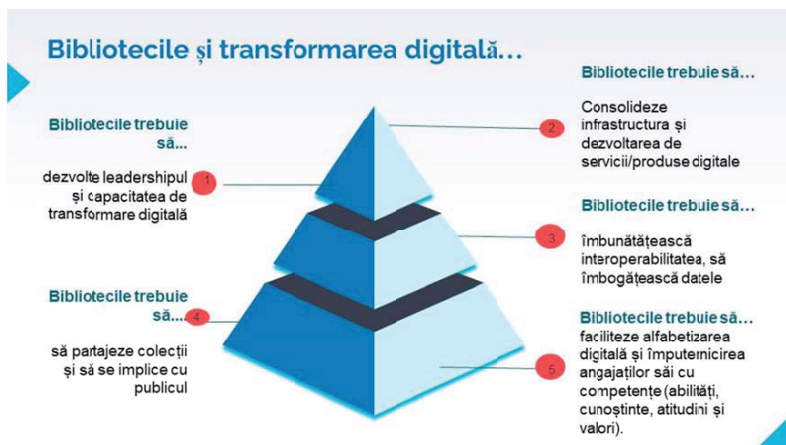 Bibliotecile și transformarea digitală...
Bibliotecile trebuie
să...
1
dezvolte leadershipul
și capacitatea de
transformare digitală
Bibliotecile trebuie să...
2
Consolideze
infrastructura și
dezvoltarea de
servicii/produse digitale
Bibliotecile trebuie să...
3
îmbunătățească
interoperabilitatea, să
îmbogățească datele
Bibliotecile trebuie
să....
4
să partajeze colecții
și să se implice cu
publicul
Bibliotecile trebuie să...
5
faciliteze alfabetizarea
digitală și împuternicirea
angajaților săi cu
competențe (abilități,
cunoștinte, atitudini și
valori).